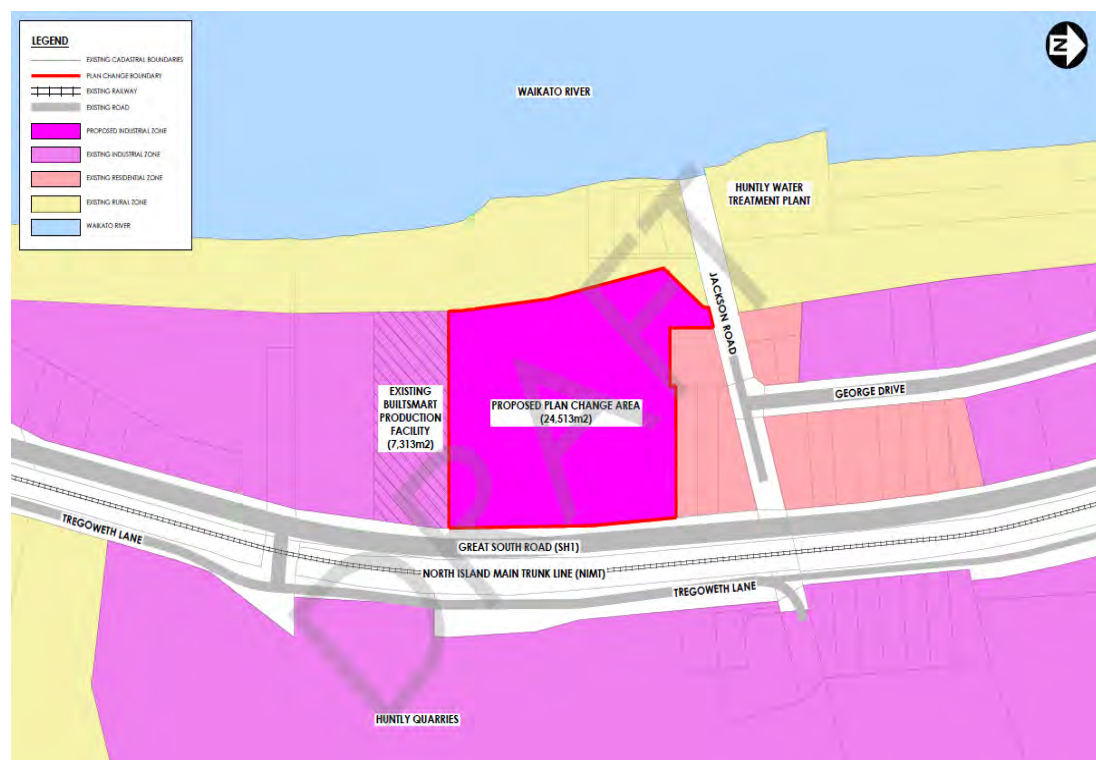 LEGEND
EXISTING CADASTRAL BOUNDARIES
PLAN CHANGE BOUNDARY
EXISTING RAILWAY
EXISTING ROAD
PROPOSED INDUSTRIAL ZONE
EXISTING INDUSTRIAL ZONE
EXISTING RESIDENTIAL ZONE
EXISTING RURAL ZONE
WAIKATO RIVER
N
WAIKATO RIVER
HUNTLY WATER
TREATMENT PLANT
JACKSON ROAD
GEORGE DRIVE
EXISTING
BUILTSMART
PRODUCTION
FACILITY
(7,313m2)
PROPOSED PLAN CHANGE AREA
(24,513m2)
DRAFT
TREGOWETH LANE
GREAT SOUTH ROAD (SH1)
NORTH ISLAND MAIN TRUNK LINE (NIMT)
TREGOWETH LANE
HUNTLY QUARRIES